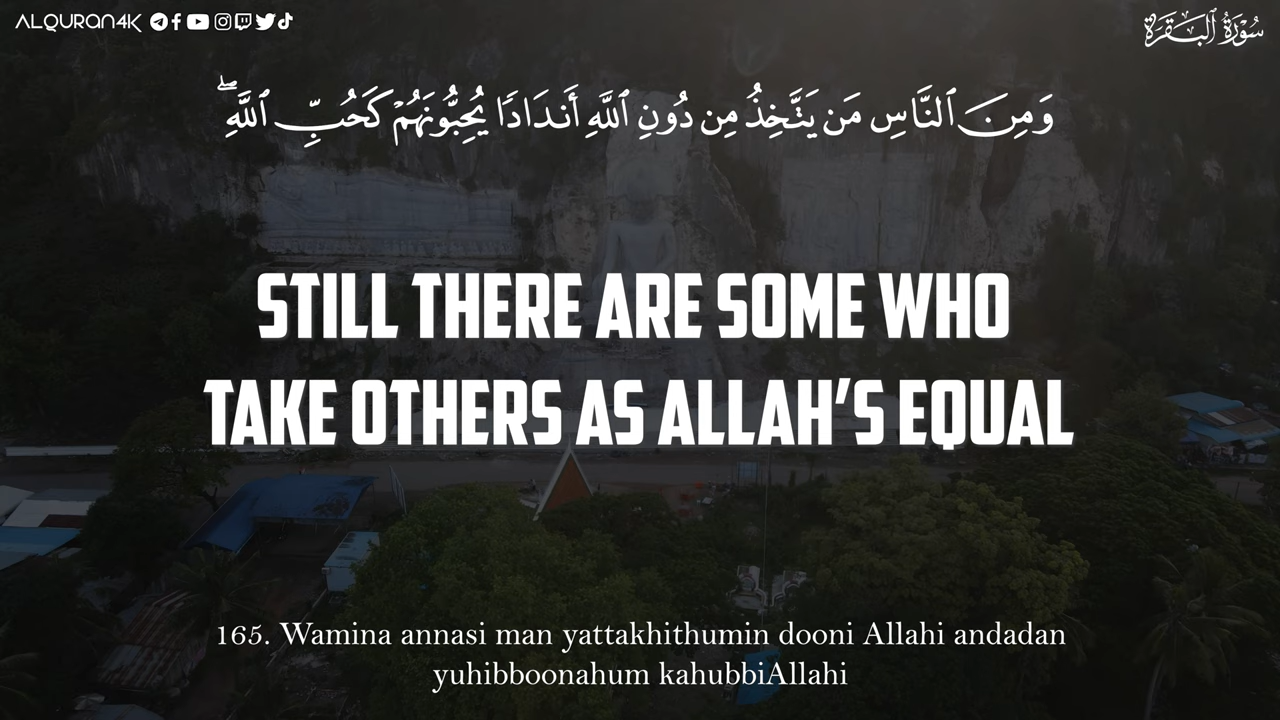 ALQURAN4K
سُورَةُ ٱلْبَقَرَةِ
وَمِنَ ٱلنَّاسِ مَن يَتَّخِذُ مِن دُونِ ٱللَّهِ أَندَادًا يُحِبُّونَهُمْ كَحُبِّ ٱللَّهِ ۖ
STILL THERE ARE SOME WHO
TAKE OTHERS AS ALLAH'S EQUAL
165. Wamina annasi man yattakhithumin dooni Allahi andadan
yuhibboonahum kahubbiAllahi